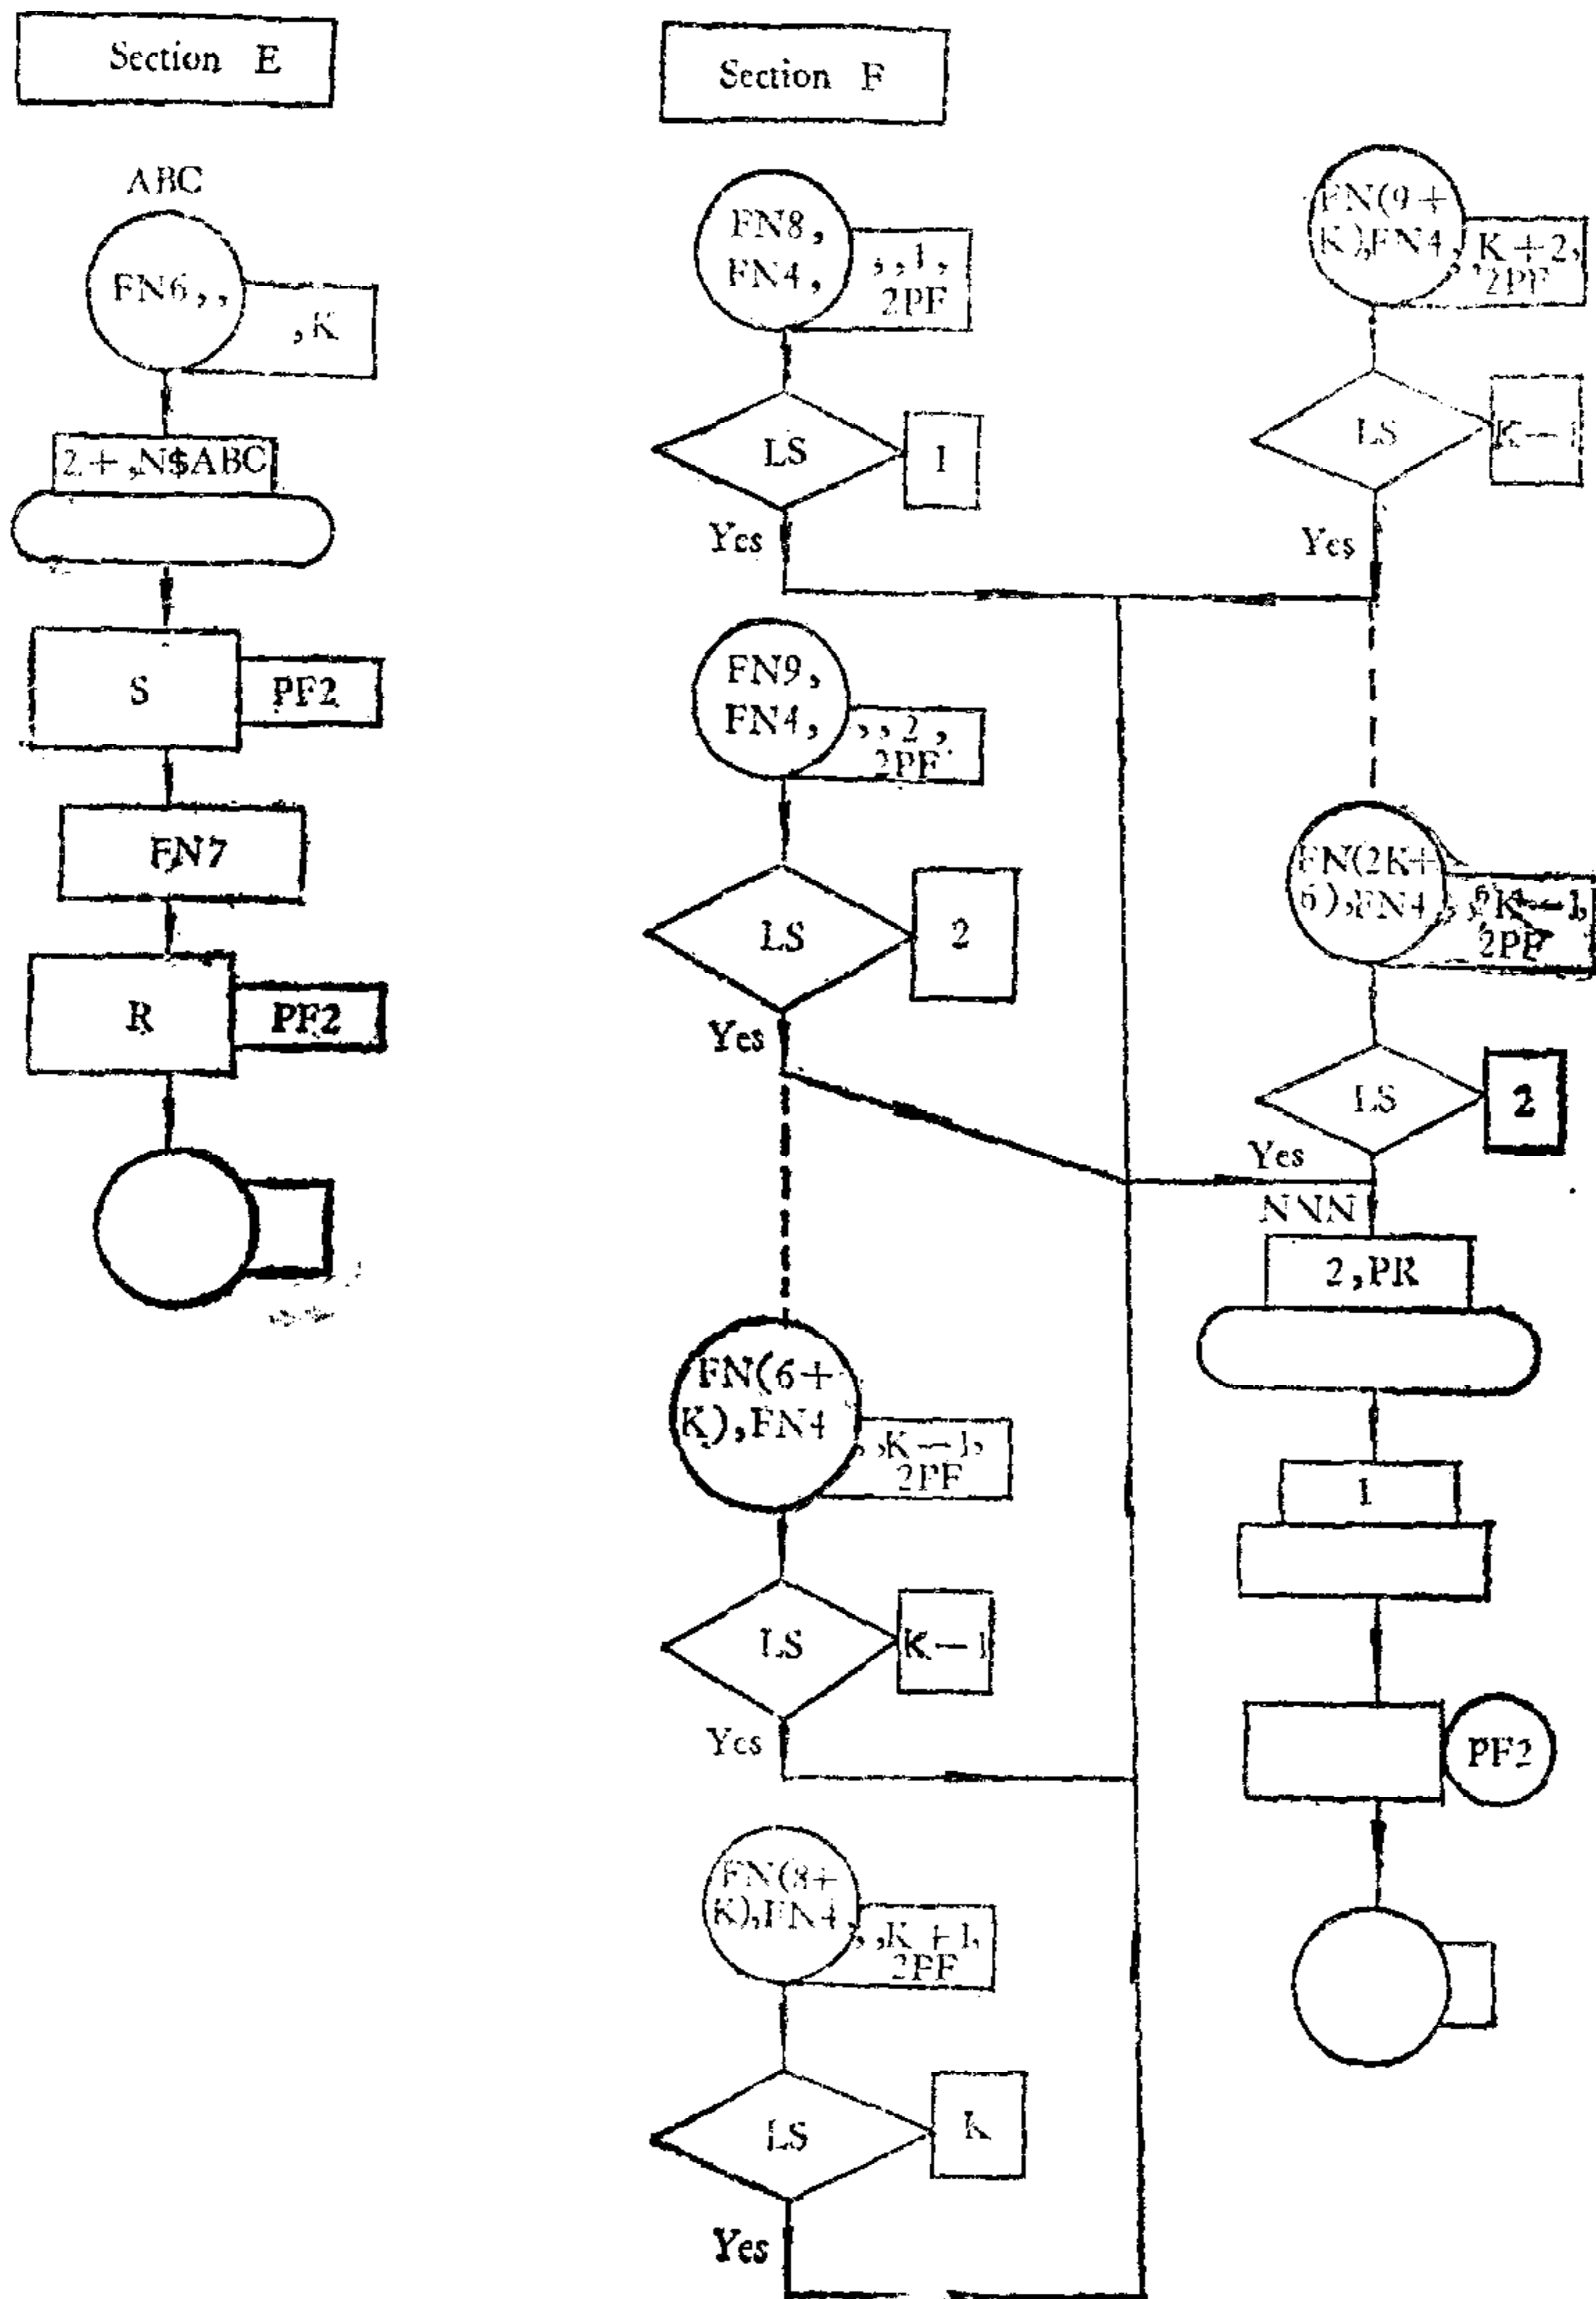 Section E
ABC
FN6,,
,K
2+,N$ABC
S
PF2
FN7
R
PF2
Section F
FN8,
FN4,
,,1,
2PF
LS
1
Yes
FN9,
FN4,
,,2,
2PF
LS
2
Yes
FN(6+
K),FN4
,,K−1,
2PF
LS
K−1
Yes
FN(8+
K),FN4,
,,K+1,
2PF
LS
K
Yes
FN(9+
K),FN4,
,K+2,
2PF
LS
K−1
Yes
FN(2K+
6),FN4
2PF
LS
2
Yes
NNN
2,PR
1
PF2